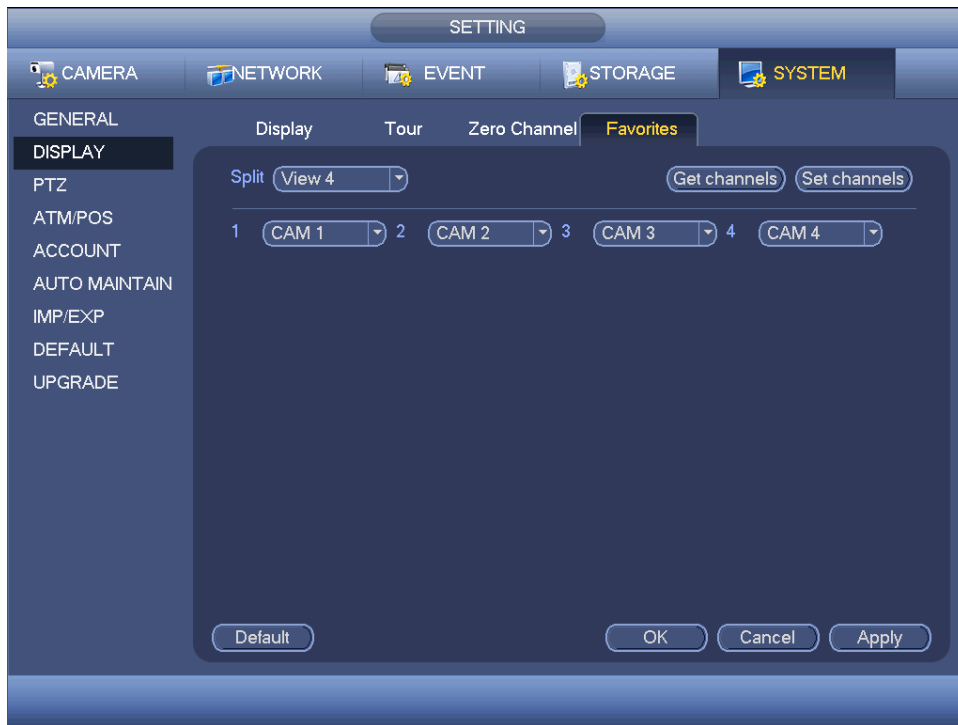 SETTING
CAMERA NETWORK EVENT STORAGE SYSTEM
GENERAL
DISPLAY
PTZ
ATM/POS
ACCOUNT
AUTO MAINTAIN
IMP/EXP
DEFAULT
UPGRADE
Display Tour Zero Channel Favorites
Split View 4 Get channels Set channels
1 CAM 1 2 CAM 2 3 CAM 3 4 CAM 4
Default OK Cancel Apply